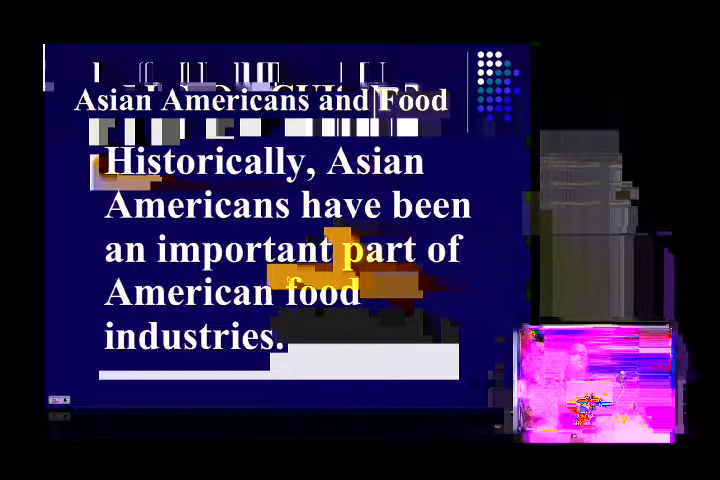 Asian Americans and Food
Historically, Asian
Americans have been
an important part of
American food
industries.